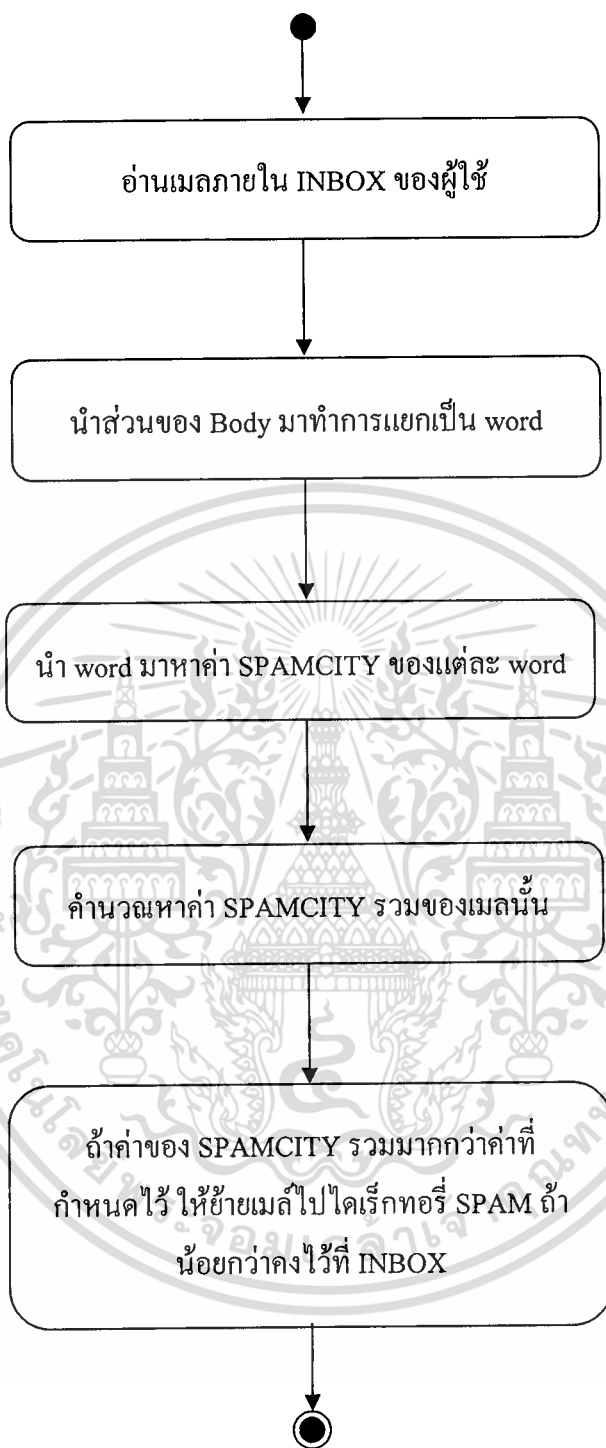 อ่านเมลภายใน INBOX ของผู้ใช้
นำส่วนของ Body มาทำการแยกเป็น word
นำ word มาหาค่า SPAMCITY ของแต่ละ word
คำนวณหาค่า SPAMCITY รวมของเมลนั้น
ถ้าค่าของ SPAMCITY รวมมากกว่าค่าที่
กำหนดไว้ ให้ย้ายเมล์ไปไดเร็กทอรี่ SPAM ถ้า
น้อยกว่าคงไว้ที่ INBOX